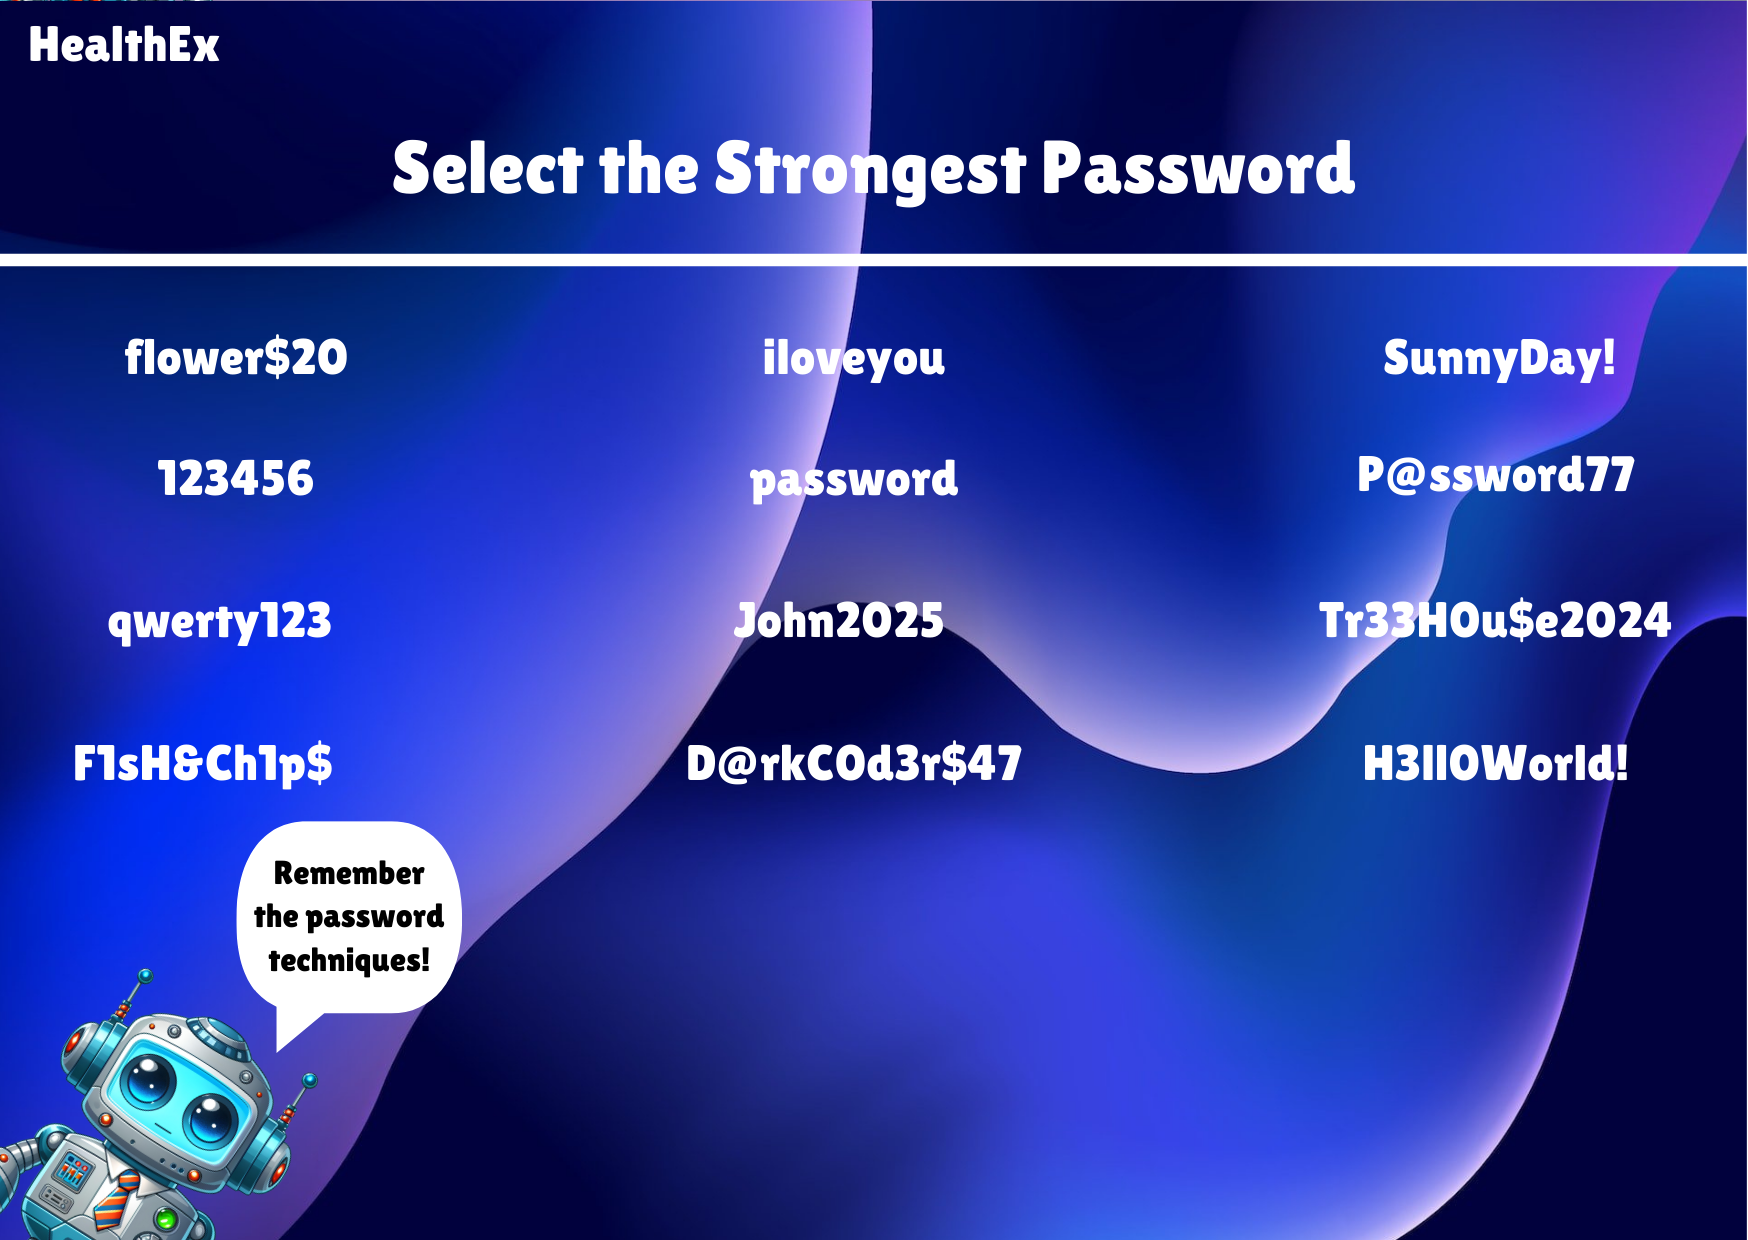 HealthEx
Select the Strongest Password
flower$20
iloveyou
SunnyDay!
123456
password
P@ssword77
qwerty123
John2025
Tr33H0u$e2024
F1sH&Ch1p$
D@rkC0d3r$47
H3ll0World!
Remember
the password
techniques!